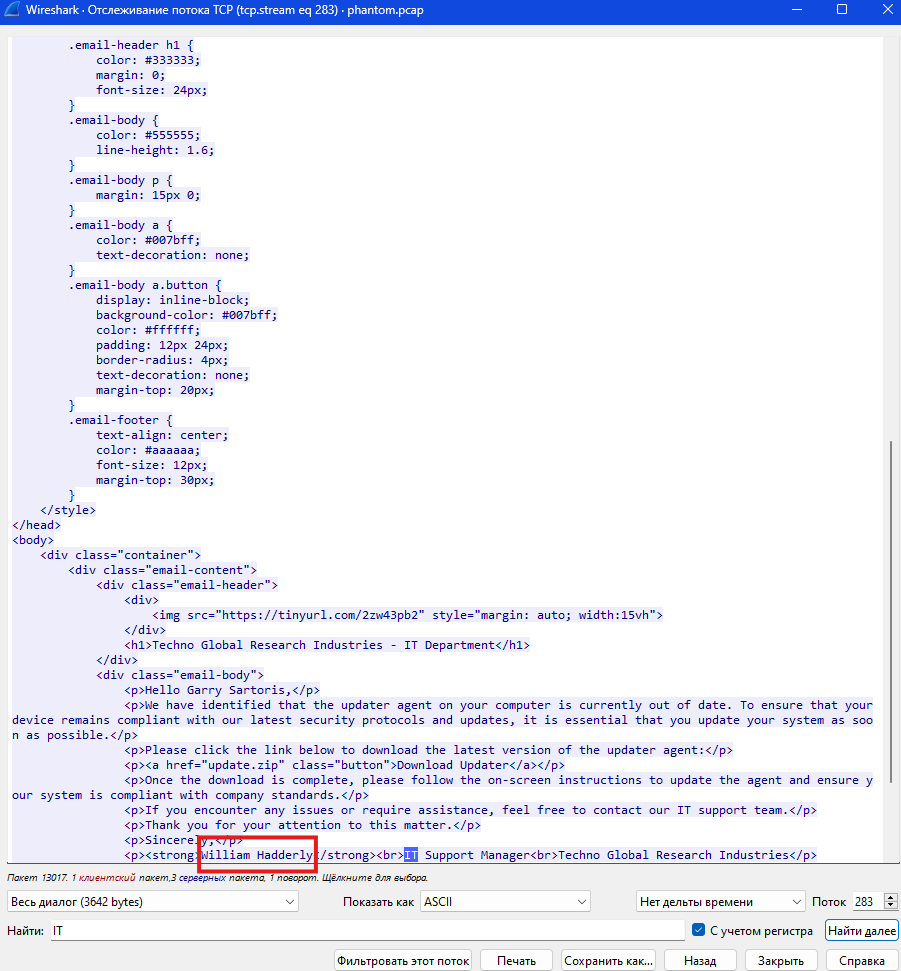 Wireshark · Отслеживание потока TCP (tcp.stream eq 283) · phantom.pcap
.email-header h1 {
color: #333333;
margin: 0;
font-size: 24px;
}
.email-body {
color: #555555;
line-height: 1.6;
}
.email-body p {
margin: 15px 0;
}
.email-body a {
color: #007bff;
text-decoration: none;
}
.email-body a.button {
display: inline-block;
background-color: #007bff;
color: #ffffff;
padding: 12px 24px;
border-radius: 4px;
text-decoration: none;
margin-top: 20px;
}
.email-footer {
text-align: center;
color: #aaaaaa;
font-size: 12px;
margin-top: 30px;
}
</style>
</head>
<body>
<div class="container">
<div class="email-content">
<div class="email-header">
<div>
<img src="https://tinyurl.com/2zw43pb2" style="margin: auto; width:15vh">
</div>
<h1>Techno Global Research Industries - IT Department</h1>
</div>
<div class="email-body">
<p>Hello Garry Sartoris,</p>
<p>We have identified that the updater agent on your computer is currently out of date. To ensure that your
device remains compliant with our latest security protocols and updates, it is essential that you update your system as soo
n as possible.</p>
<p>Please click the link below to download the latest version of the updater agent:</p>
<p><a href="update.zip" class="button">Download Updater</a></p>
<p>Once the download is complete, please follow the on-screen instructions to update the agent and ensure y
our system is compliant with company standards.</p>
<p>If you encounter any issues or require assistance, feel free to contact our IT support team.</p>
<p>Thank you for your attention to this matter.</p>
<p>Sincerely,</p>
<p><strong>William Hadderly</strong><br>IT Support Manager<br>Techno Global Research Industries</p>
Пакет 13017. 1 клиентский пакет,3 серверных пакета, 1 поворот. Щёлкните для выбора.
Весь диалог (3642 bytes) Показать как ASCII Нет дельты времени Поток 283
Найти: IT С учетом регистра Найти далее
Фильтровать этот поток Печать Сохранить как... Назад Закрыть Справка